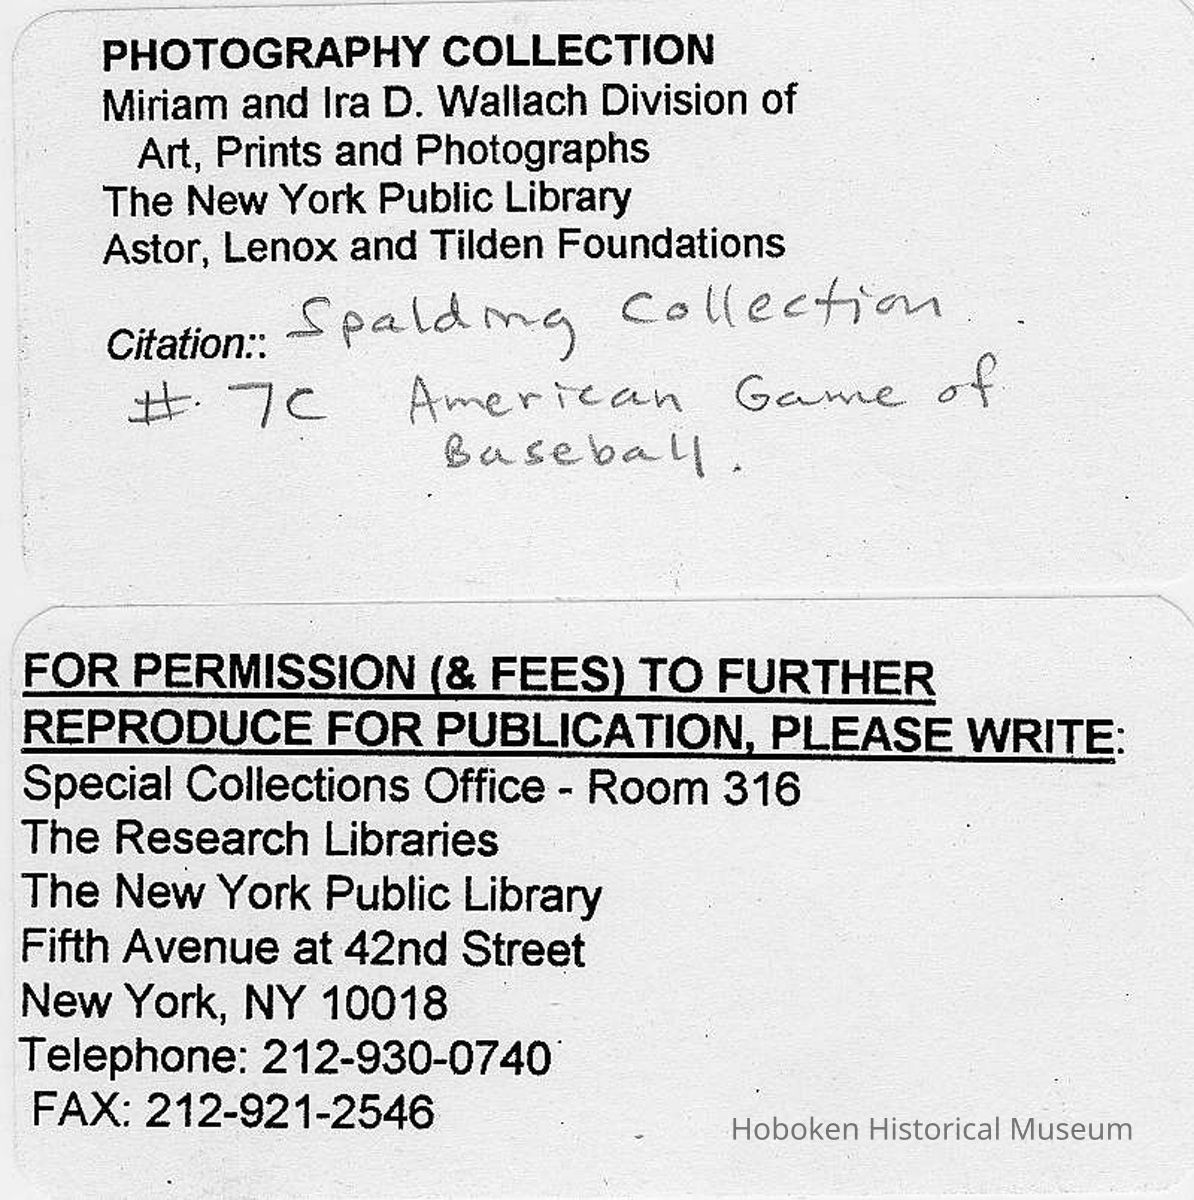 PHOTOGRAPHY COLLECTION
Miriam and Ira D. Wallach Division of
Art, Prints and Photographs
The New York Public Library
Astor, Lenox and Tilden Foundations
Citation:: Spalding Collection
#. 7C American Game of
Baseball.
FOR PERMISSION (& FEES) TO FURTHER
REPRODUCE FOR PUBLICATION, PLEASE WRITE:
Special Collections Office - Room 316
The Research Libraries
The New York Public Library
Fifth Avenue at 42nd Street
New York, NY 10018
Telephone: 212-930-0740
FAX: 212-921-2546
Hoboken Historical Museum